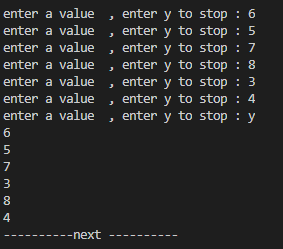 enter a value  , enter y to stop : 6
enter a value  , enter y to stop : 5
enter a value  , enter y to stop : 7
enter a value  , enter y to stop : 8
enter a value  , enter y to stop : 3
enter a value  , enter y to stop : 4
enter a value  , enter y to stop : y
6
5
7
3
8
4
----------next ----------